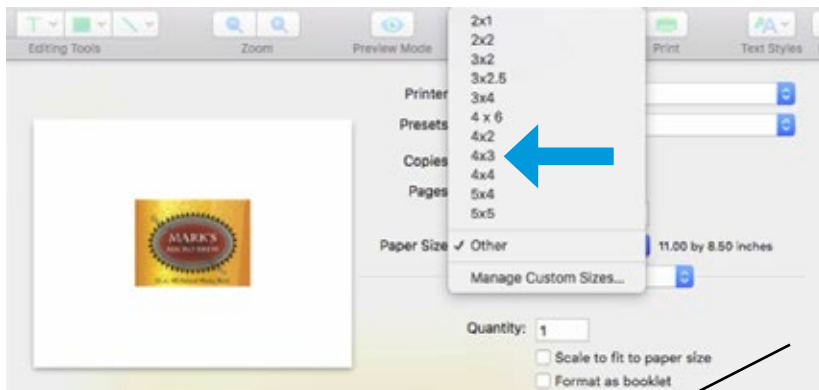 Editing Tools
Zoom
Preview Mode
Print
Text Styles
2x1
2x2
3x2
3x2.5
3x4
4 x 6
4x2
4x3
4x4
5x4
5x5
✓ Other
Manage Custom Sizes...
Printer
Presets
Copies
Pages
Paper Size
11.00 by 8.50 inches
MARK'S
Quantity: 1
Scale to fit to paper size
Format as booklet